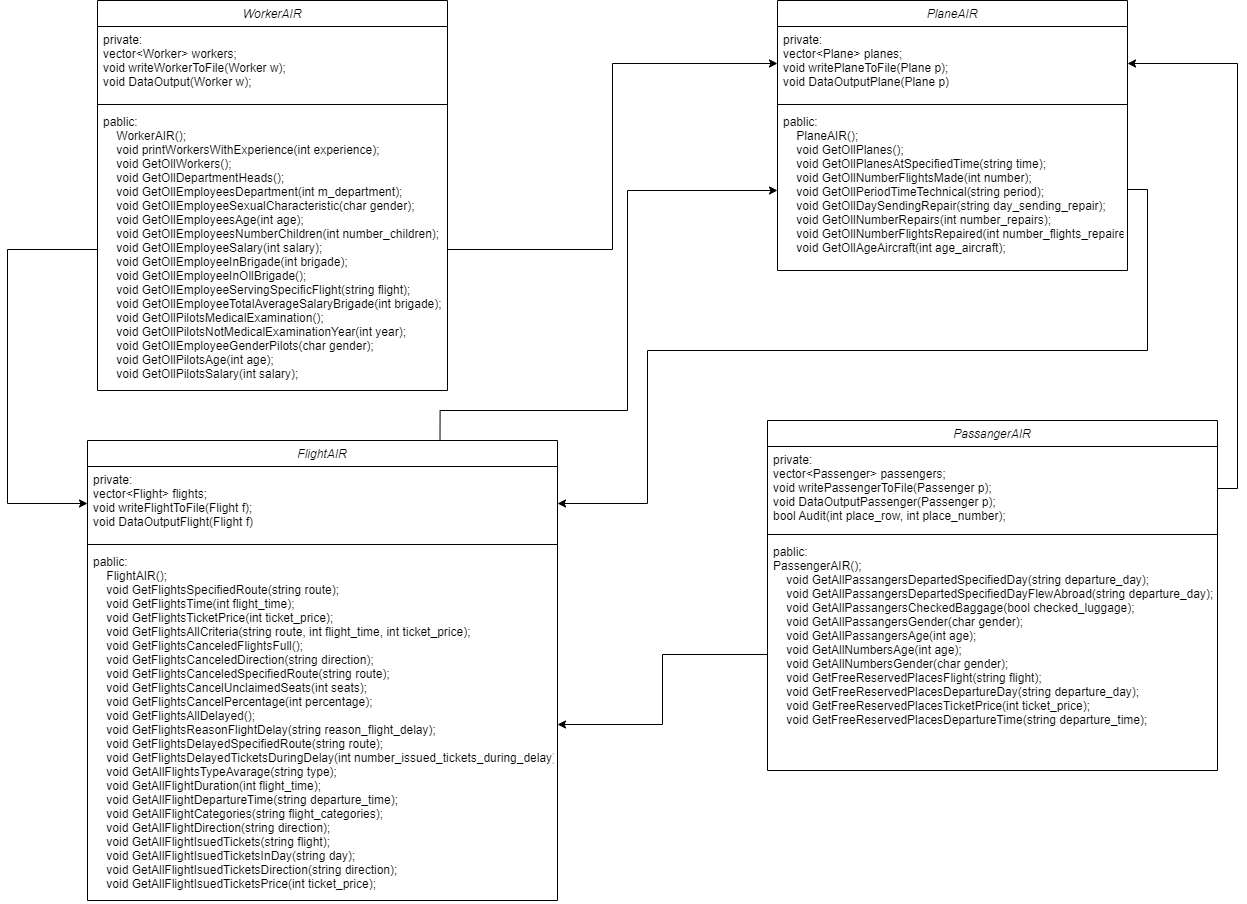 WorkerAIR
private:
vector<Worker> workers;
void writeWorkerToFile(Worker w);
void DataOutput(Worker w);
pablic:
WorkerAIR();
void printWorkersWithExperience(int experience);
void GetOllWorkers();
void GetOllDepartmentHeads();
void GetOllEmployeesDepartment(int m_department);
void GetOllEmployeeSexualCharacteristic(char gender);
void GetOllEmployeesAge(int age);
void GetOllEmployeesNumberChildren(int number_children);
void GetOllEmployeeSalary(int salary);
void GetOllEmployeeInBrigade(int brigade);
void GetOllEmployeeInOllBrigade();
void GetOllEmployeeServingSpecificFlight(string flight);
void GetOllEmployeeTotalAverageSalaryBrigade(int brigade);
void GetOllPilotsMedicalExamination();
void GetOllPilotsNotMedicalExaminationYear(int year);
void GetOllEmployeeGenderPilots(char gender);
void GetOllPilotsAge(int age);
void GetOllPilotsSalary(int salary);
PlaneAIR
private:
vector<Plane> planes;
void writePlaneToFile(Plane p);
void DataOutputPlane(Plane p)
pablic:
PlaneAIR();
void GetOllPlanes();
void GetOllPlanesAtSpecifiedTime(string time);
void GetOllNumberFlightsMade(int number);
void GetOllPeriodTimeTechnical(string period);
void GetOllDaySendingRepair(string day_sending_repair);
void GetOllNumberRepairs(int number_repairs);
void GetOllNumberFlightsRepaired(int number_flights_repaire
void GetOllAgeAircraft(int age_aircraft);
FlightAIR
private:
vector<Flight> flights;
void writeFlightToFile(Flight f);
void DataOutputFlight(Flight f)
pablic:
FlightAIR();
void GetFlightsSpecifiedRoute(string route);
void GetFlightsTime(int flight_time);
void GetFlightsTicketPrice(int ticket_price);
void GetFlightsAllCriteria(string route, int flight_time, int ticket_price);
void GetFlightsCanceledFlightsFull();
void GetFlightsCanceledDirection(string direction);
void GetFlightsCanceledSpecifiedRoute(string route);
void GetFlightsCancelUnclaimedSeats(int seats);
void GetFlightsCancelPercentage(int percentage);
void GetFlightsAllDelayed();
void GetFlightsReasonFlightDelay(string reason_flight_delay);
void GetFlightsDelayedSpecifiedRoute(string route);
void GetFlightsDelayedTicketsDuringDelay(int number_issued_tickets_during_delay
void GetAllFlightsTypeAvarage(string type);
void GetAllFlightDuration(int flight_time);
void GetAllFlightDepartureTime(string departure_time);
void GetAllFlightCategories(string flight_categories);
void GetAllFlightDirection(string direction);
void GetAllFlightIsuedTickets(string flight);
void GetAllFlightIsuedTicketsInDay(string day);
void GetAllFlightIsuedTicketsDirection(string direction);
void GetAllFlightIsuedTicketsPrice(int ticket_price);
PassangerAIR
private:
vector<Passenger> passengers;
void writePassengerToFile(Passenger p);
void DataOutputPassenger(Passenger p);
bool Audit(int place_row, int place_number);
pablic:
PassengerAIR();
void GetAllPassangersDepartedSpecifiedDay(string departure_day);
void GetAllPassangersDepartedSpecifiedDayFlewAbroad(string departure_day);
void GetAllPassangersCheckedBaggage(bool checked_luggage);
void GetAllPassangersGender(char gender);
void GetAllPassangersAge(int age);
void GetAllNumbersAge(int age);
void GetAllNumbersGender(char gender);
void GetFreeReservedPlacesFlight(string flight);
void GetFreeReservedPlacesDepartureDay(string departure_day);
void GetFreeReservedPlacesTicketPrice(int ticket_price);
void GetFreeReservedPlacesDepartureTime(string departure_time);